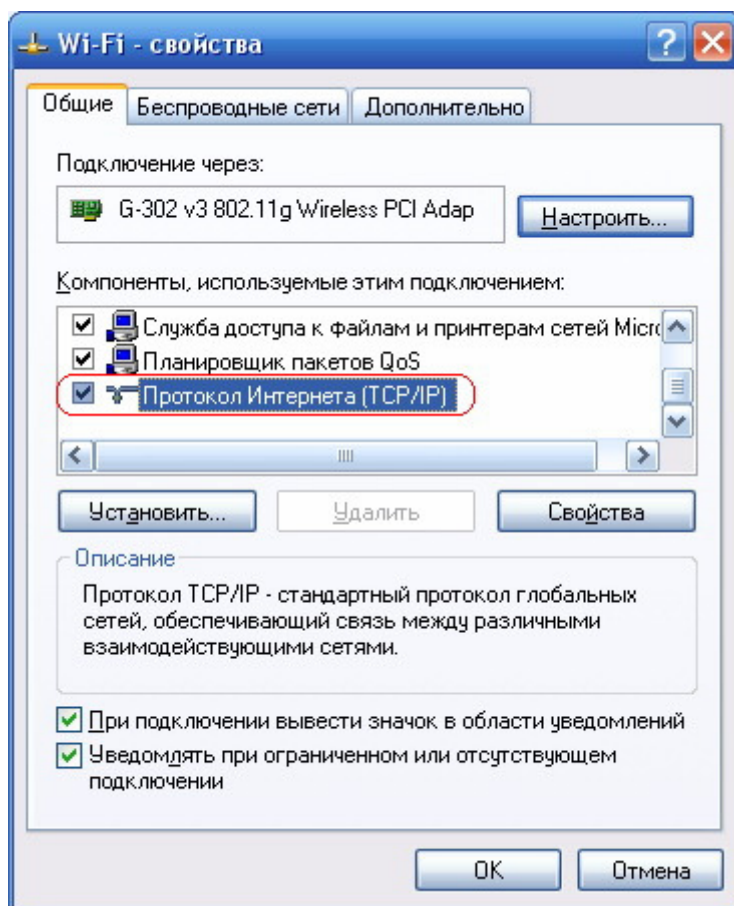 Wi-Fi - свойства
Общие
Беспроводные сети
Дополнительно
Подключение через:
G-302 v3 802.11g Wireless PCI Adap
Настроить...
Компоненты, используемые этим подключением:
Служба доступа к файлам и принтерам сетей Micro
Планировщик пакетов QoS
Протокол Интернета (TCP/IP)
Установить...
Удалить
Свойства
Описание
Протокол TCP/IP - стандартный протокол глобальных
сетей, обеспечивающий связь между различными
взаимодействующими сетями.
При подключении вывести значок в области уведомлений
Уведомлять при ограниченном или отсутствующем
подключении
OK
Отмена